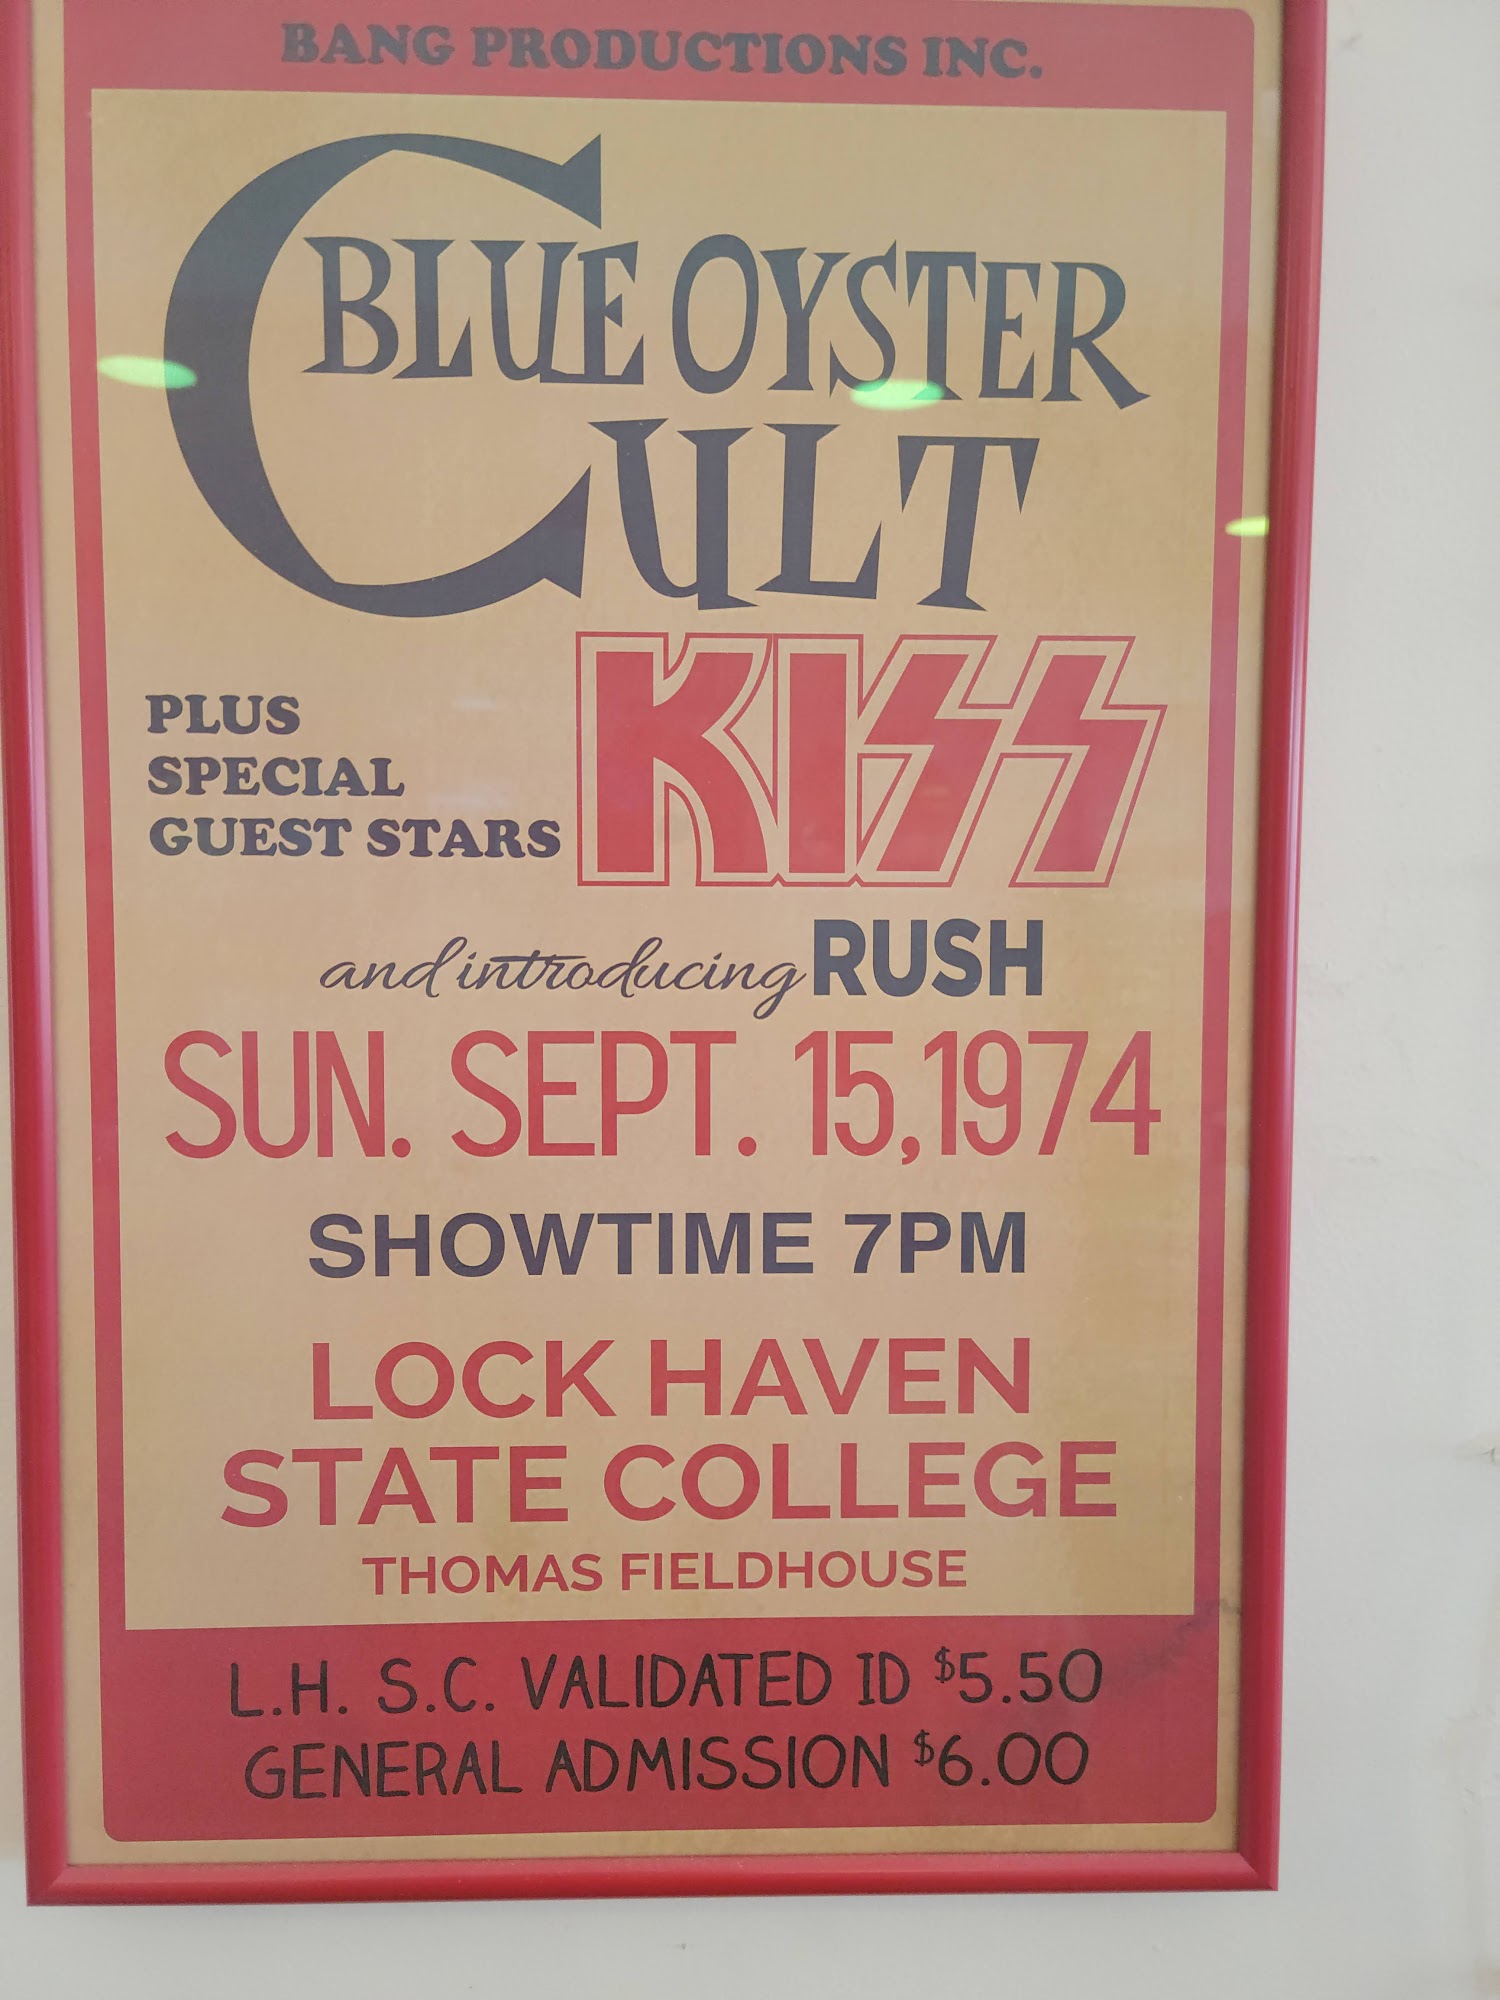 BANG PRODUCTIONS INC.
BLUE OYSTER
CULT
PLUS
SPECIAL
GUEST STARS
KISS
and introducing RUSH
SUN. SEPT. 15, 1974
SHOWTIME 7PM
LOCK HAVEN
STATE COLLEGE
THOMAS FIELDHOUSE
L.H. S.C. VALIDATED ID $5.50
GENERAL ADMISSION $6.00